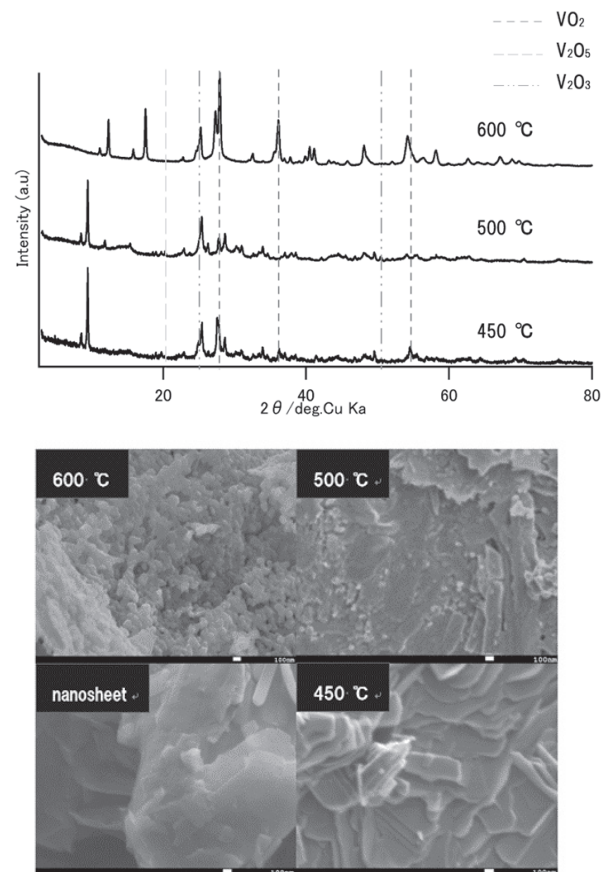 VO₂
V₂O₅
V₂O₃
600 ℃
500 ℃
450 ℃
Intensity (a.u)
20 40 60 80
2θ/deg.Cu Ka
600 ℃ 500 ℃
100nm 100nm
nanosheet 450 ℃